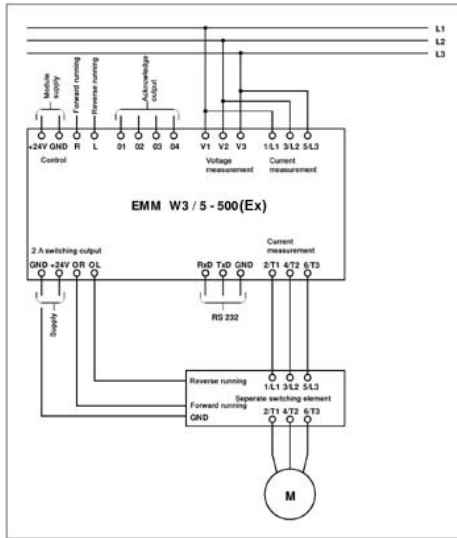 L1
L2
L3
Module supply
Forward running
Reverse running
Acknowledge output
+24V GND R L 01 02 03 04 V1 V2 V3 1/L1 3/L2 5/L3
Control
Voltage measurement
Current measurement
EMM W3 / 5 - 500(Ex)
2 A switching output
Current measurement
GND +24V OR OL RxD TxD GND 2/T1 4/T2 6/T3
Supply
RS 232
Reverse running
1/L1 3/L2 5/L3
Seperate switching element
Forward running
GND
2/T1 4/T2 6/T3
M